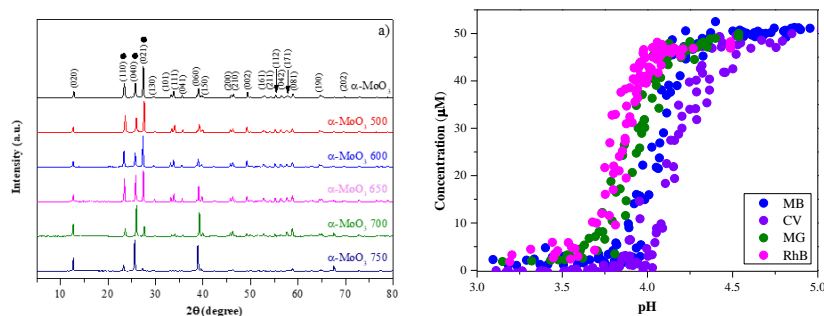 a)
(020)
(110)
(040)
(021)
(130)
(101)
(111)
(041)
(060)
(150)
(200)
(210)
(002)
(161)
(211)
(112)
(042)
(171)
(081)
(190)
(202)
α-MoO3
α-MoO3 500
α-MoO3 600
α-MoO3 650
α-MoO3 700
α-MoO3 750
Intensity (a.u.)
10 20 30 40 50 60 70 80
2Θ (degree)
60
50
40
30
20
10
0
Concentration (µM)
MB
CV
MG
RhB
3.0 3.5 4.0 4.5 5.0
pH